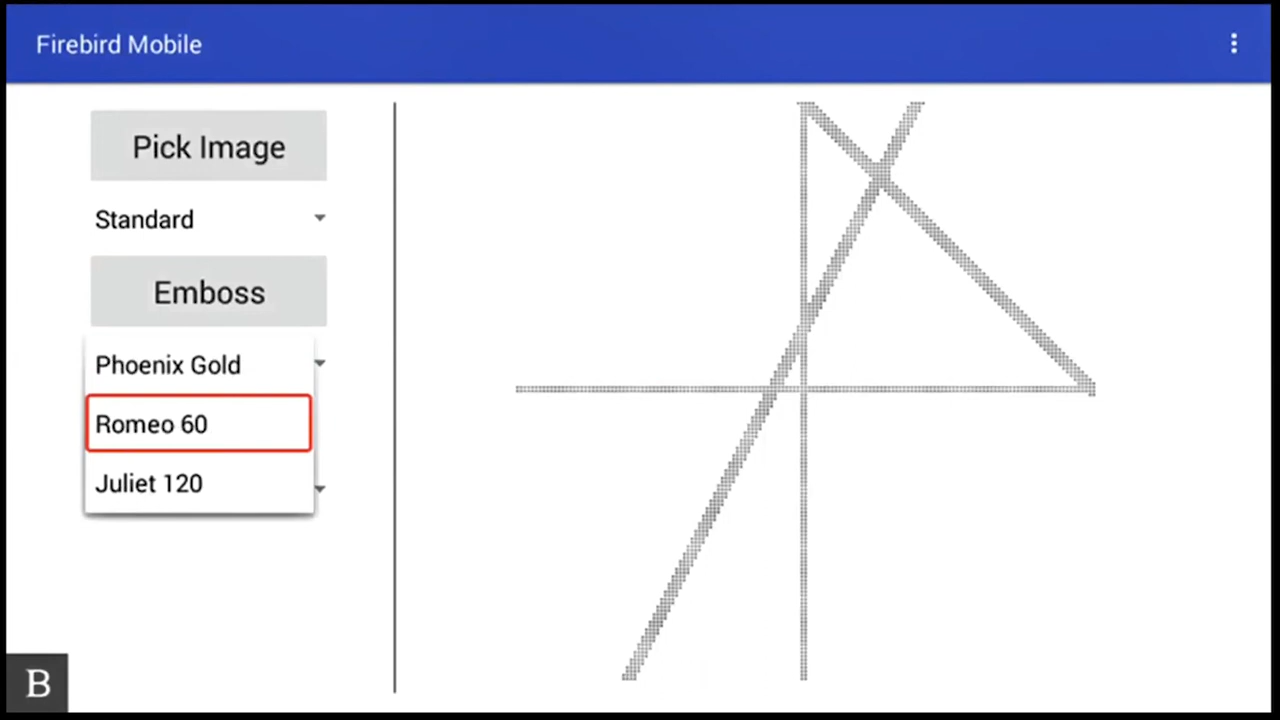 Firebird Mobile
Pick Image
Standard
Emboss
Phoenix Gold
Romeo 60
Juliet 120
B